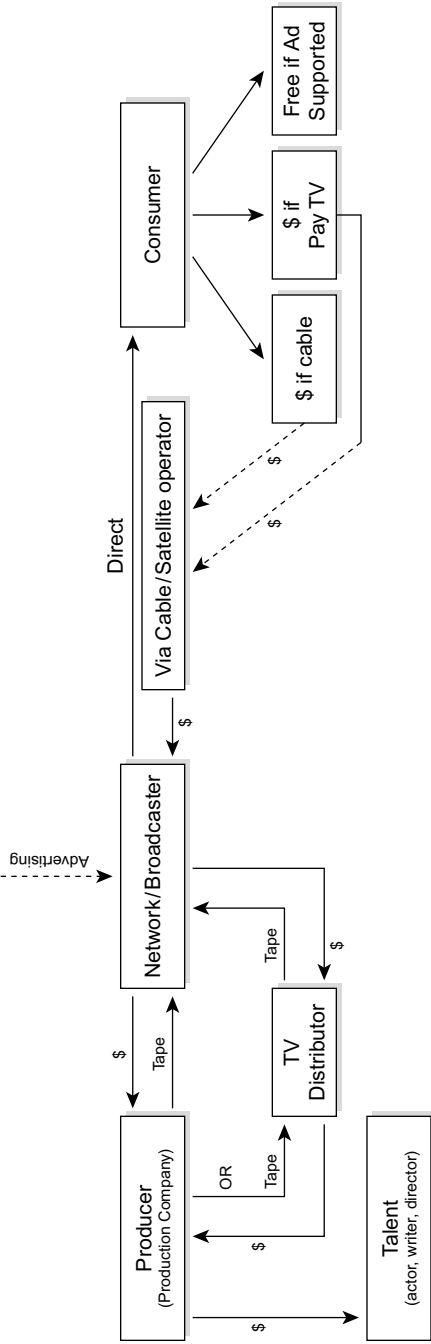 Advertising
Producer
(Production Company)
$
Tape
Network/Broadcaster
$
Direct
Via Cable/Satellite operator
Consumer
OR
Tape
$
TV
Distributor
Tape
$
$
Talent
(actor, writer, director)
$
$
$ if cable
$ if
Pay TV
Free if Ad
Supported